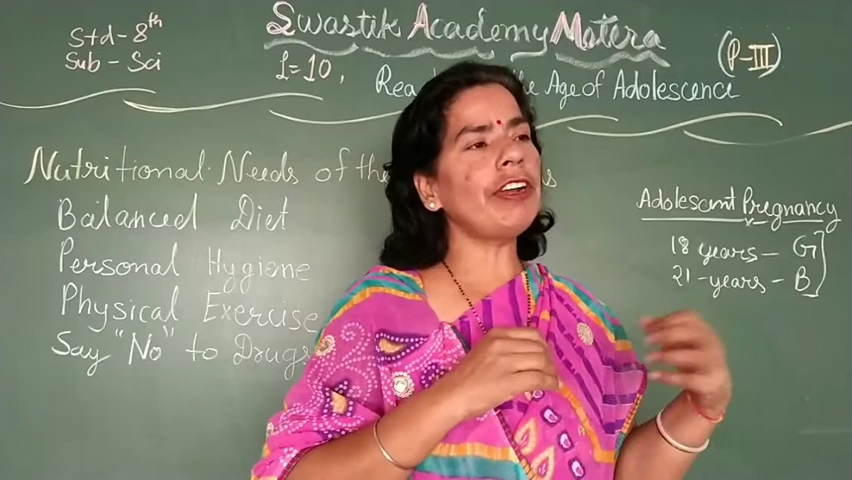 Std-8th
Sub - Sci
Swastik Academy Matera
L=10, Rea Age of Adolescence
(P-III)
Nutritional Needs of the
Balanced Diet
Personal Hygiene
Physical Exercise
Say "No" to Drugs
Adolescent Pregnancy
18 years - G
21 - years - B